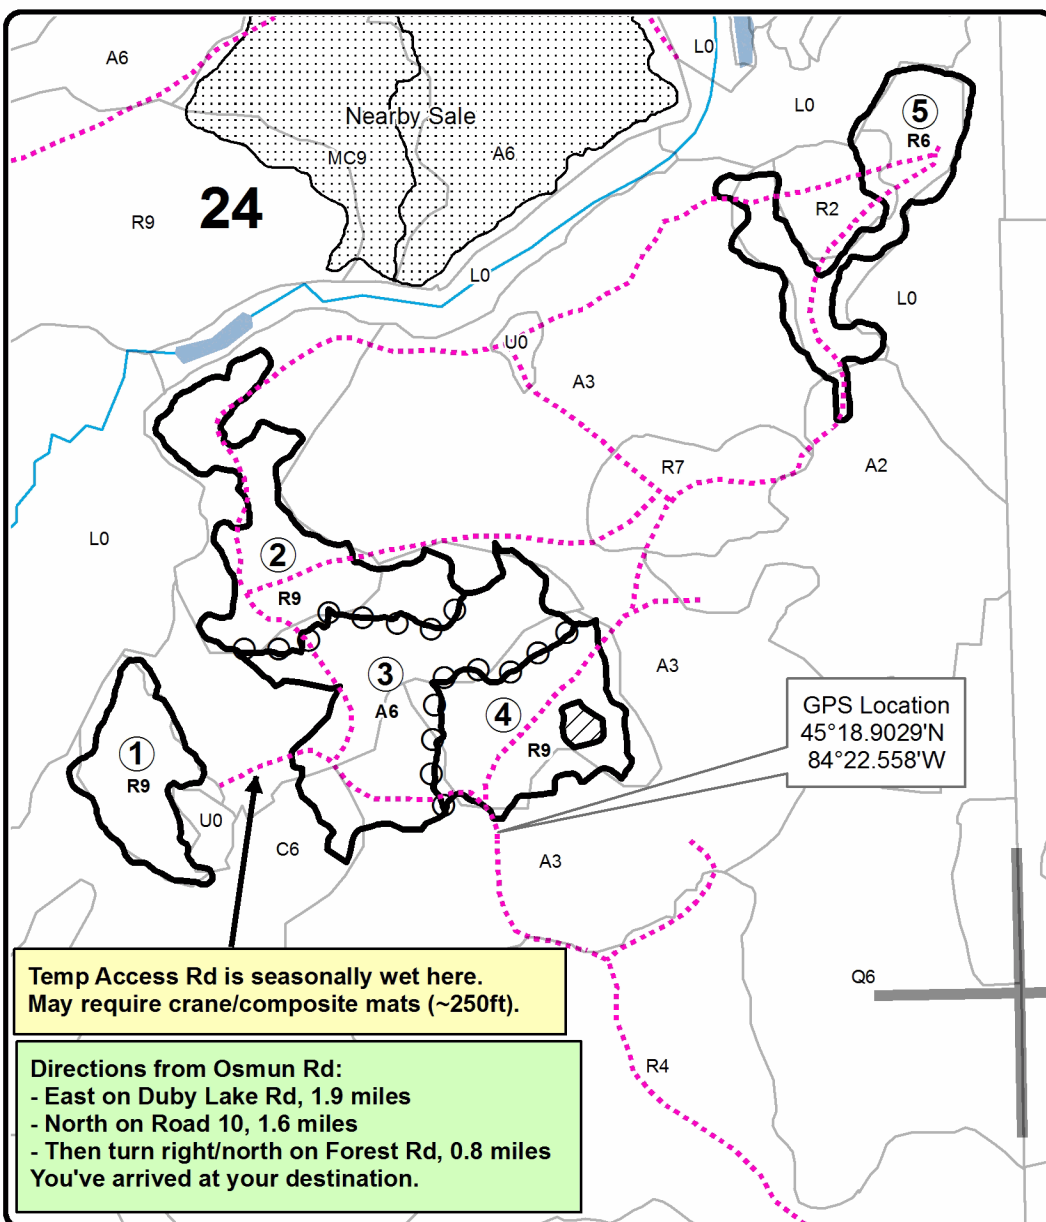 A6
L0
L0
5
R6
Nearby Sale
MC9
A6
24
R9
R2
L0
L0
U0
A3
R7
A2
L0
2
R9
3
A6
A3
4
R9
GPS Location
45°18.9029'N
84°22.558'W
1
R9
U0
C6
A3
Q6
R4
Temp Access Rd is seasonally wet here.
May require crane/composite mats (~250ft).
Directions from Osmun Rd:
- East on Duby Lake Rd, 1.9 miles
- North on Road 10, 1.6 miles
- Then turn right/north on Forest Rd, 0.8 miles
You've arrived at your destination.